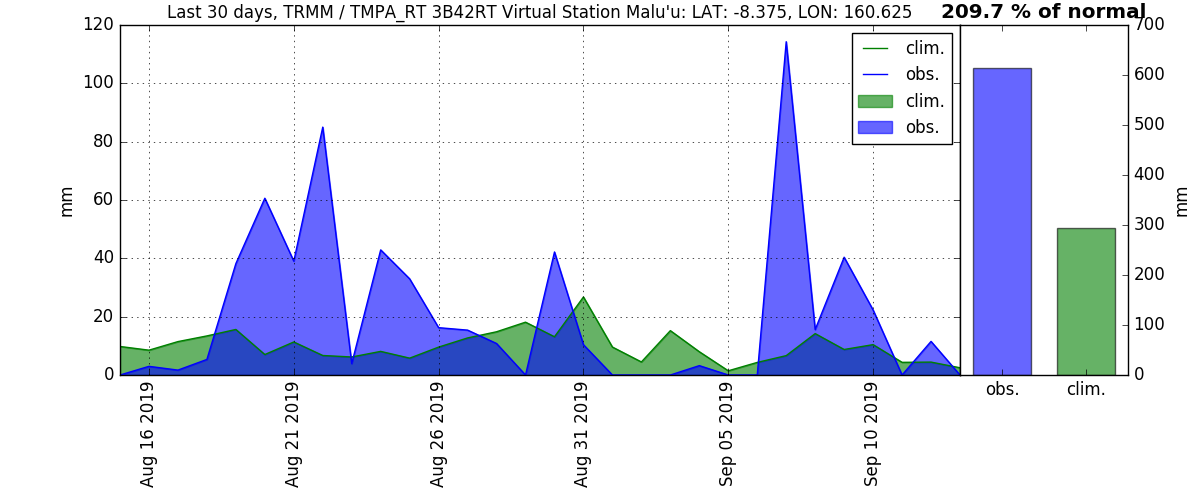 Last 30 days, TRMM / TMPA_RT 3B42RT Virtual Station Malu'u: LAT: -8.375, LON: 160.625
209.7 % of normal
120
100
80
60
40
20
0
mm
clim.
obs.
clim.
obs.
Aug 16 2019
Aug 21 2019
Aug 26 2019
Aug 31 2019
Sep 05 2019
Sep 10 2019
700
600
500
400
300
200
100
0
mm
obs.
clim.